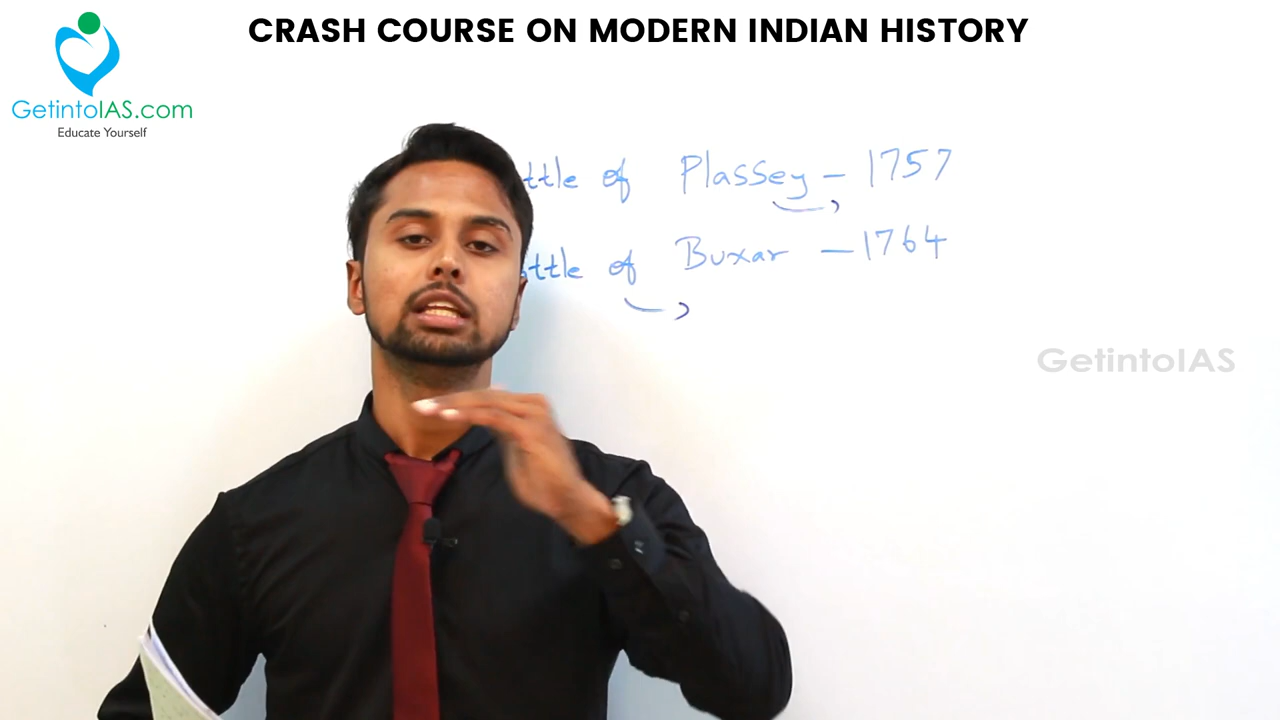 CRASH COURSE ON MODERN INDIAN HISTORY
GetintoIAS.com
Educate Yourself
ttle of Plassey - 1757
ttle of Buxar - 1764
GetintoIAS